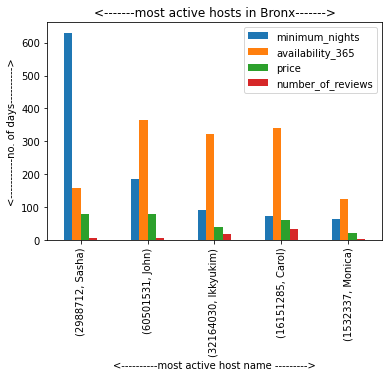 <-------most active hosts in Bronx------->
<---------no. of days--------->
600
500
400
300
200
100
0
minimum_nights
availability_365
price
number_of_reviews
(2988712, Sasha)
(60501531, John)
(32164030, Ikkyukim)
(16151285, Carol)
(1532337, Monica)
<----------most active host name --------->